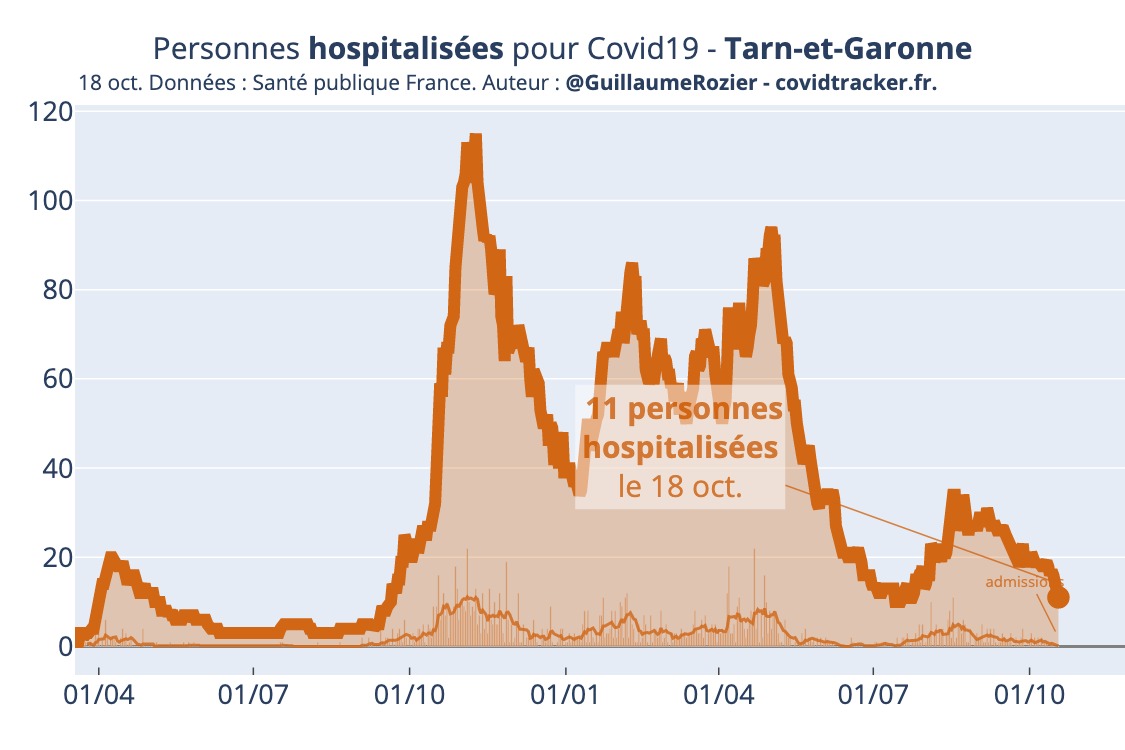 Personnes hospitalisées pour Covid19 - Tarn-et-Garonne
18 oct. Données : Santé publique France. Auteur : @GuillaumeRozier - covidtracker.fr.
120
100
80
60
40
20
0
11 personnes
hospitalisées
le 18 oct.
admissions
01/04 01/07 01/10 01/01 01/04 01/07 01/10